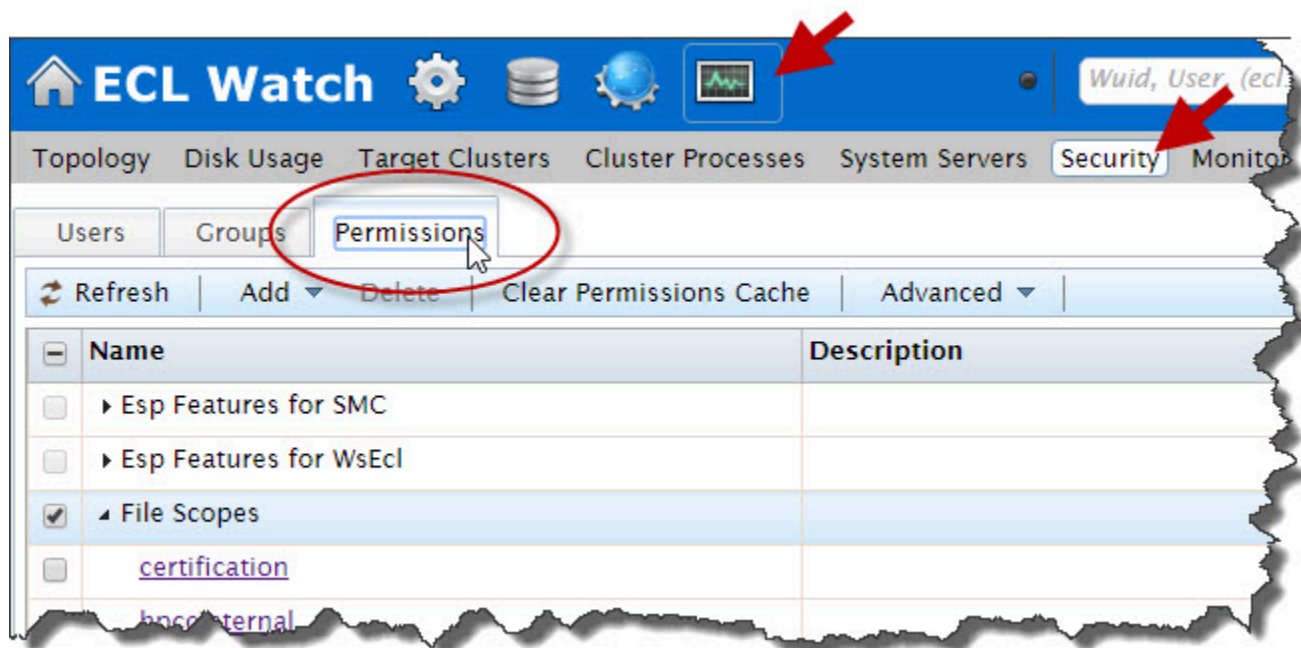 ECL Watch Wuid, User, (ecl
Topology Disk Usage Target Clusters Cluster Processes System Servers Security Monitor
Users Groups Permissions
Refresh Add Delete Clear Permissions Cache Advanced
Name Description
Esp Features for SMC
Esp Features for WsEcl
File Scopes
certification